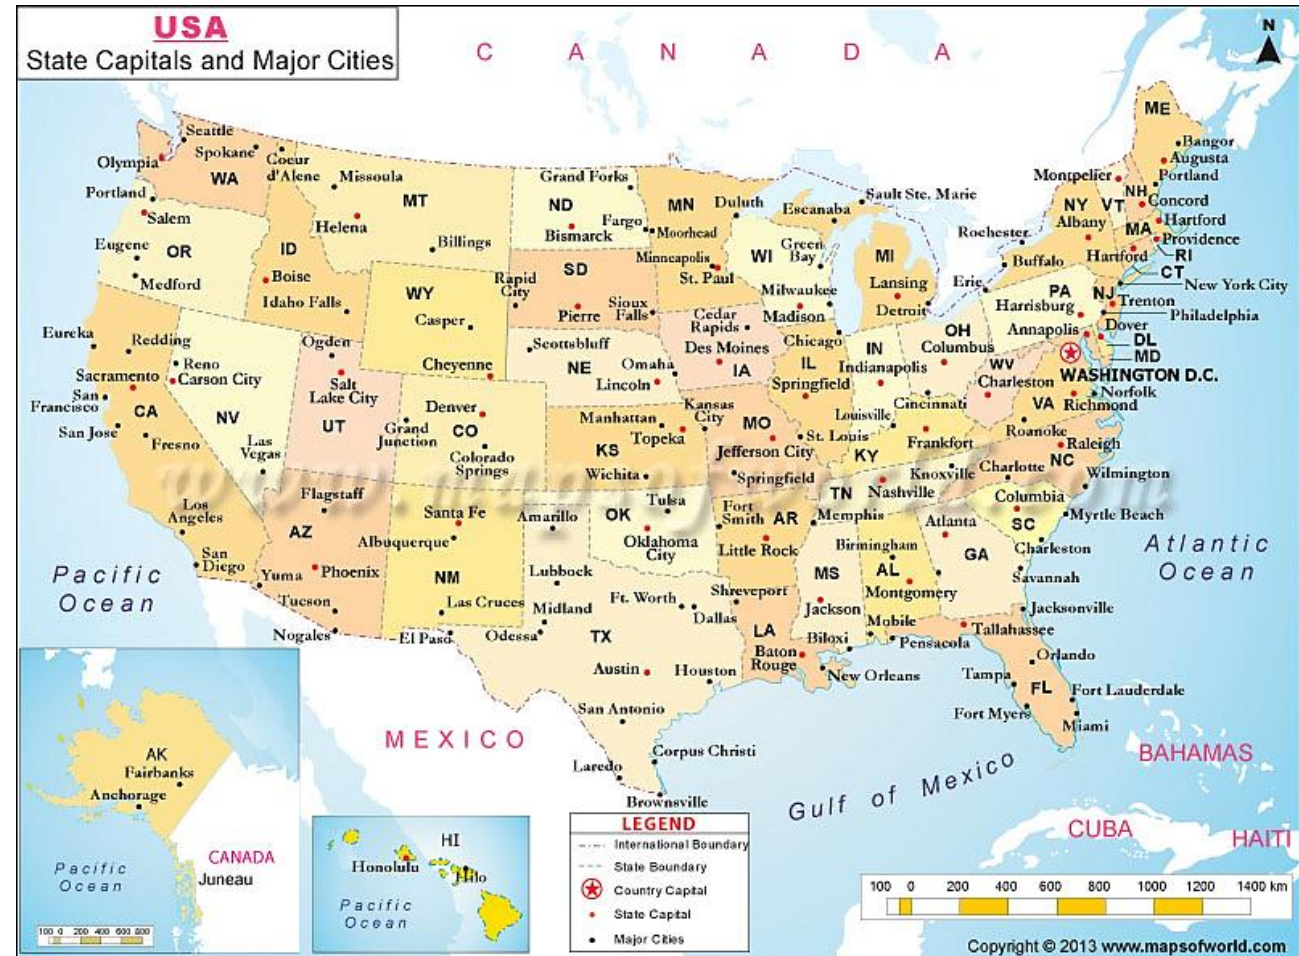 USA
State Capitals and Major Cities
C A N A D A
N
Seattle
Olympia
Spokane
Coeur
d'Alene
WA
Missoula
MT
Helena
Billings
Grand Forks
ND
Fargo
Bismarck
Moorhead
MN
Duluth
Minneapolis
St. Paul
Escanaba
Sault Ste. Marie
WI
Green
Bay
Milwaukee
Madison
MI
Lansing
Detroit
ME
Bangor
Augusta
Portland
Montpelier
NH
VT
Concord
NY
Albany
MA
Hartford
Providence
Hartford
RI
CT
Rochester
Buffalo
New York City
Erie
PA
Harrisburg
NJ
Trenton
Philadelphia
Annapolis
Dover
DL
MD
WASHINGTON D.C.
Portland
Salem
Eugene
OR
Medford
ID
Boise
Idaho Falls
WY
Casper
Cheyenne
Rapid
City
SD
Pierre
Sioux
Falls
Cedar
Rapids
Des Moines
IA
Chicago
IL
Springfield
IN
Indianapolis
OH
Columbus
Cincinnati
WV
Charleston
VA
Norfolk
Richmond
Roanoke
Eureka
Redding
Reno
Sacramento
Carson City
San
Francisco
CA
San Jose
Fresno
NV
Las
Vegas
Ogden
Salt
Lake City
UT
Scottsbluff
NE
Omaha
Lincoln
Denver
Grand
Junction
CO
Colorado
Springs
Manhattan
Topeka
KS
Wichita
Kansas
City
MO
Jefferson City
St. Louis
Springfield
Louisville
Frankfort
KY
Raleigh
NC
Charlotte
Wilmington
Knoxville
TN
Nashville
Memphis
www.mapsofworld.com
Los
Angeles
San
Diego
Flagstaff
AZ
Phoenix
Yuma
Tucson
Nogales
Santa Fe
Albuquerque
NM
Las Cruces
El Paso
Amarillo
Tulsa
OK
Oklahoma
City
Fort
Smith
AR
Little Rock
Columbia
SC
Myrtle Beach
Charleston
Atlanta
GA
Savannah
Birmingham
AL
Montgomery
MS
Jackson
Biloxi
Mobile
Pensacola
Tallahassee
Jacksonville
Orlando
Tampa
FL
Fort Lauderdale
Fort Myers
Miami
Lubbock
Midland
Odessa
TX
Ft. Worth
Dallas
Shreveport
LA
Baton
Rouge
New Orleans
Austin
Houston
San Antonio
Corpus Christi
Laredo
Brownsville
Pacific
Ocean
Atlantic
Ocean
MEXICO
Gulf of Mexico
BAHAMAS
CUBA
HAITI
AK
Fairbanks
Anchorage
CANADA
Juneau
Pacific
Ocean
100 0 200 400 600 800
HI
Honolulu
Hilo
Pacific
Ocean
LEGEND
International Boundary
State Boundary
Country Capital
State Capital
Major Cities
100 0 200 400 600 800 1000 1200 1400 km
Copyright © 2013 www.mapsofworld.com